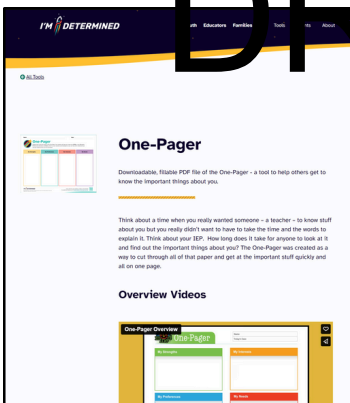 DR
I'M DETERMINED
Educators Families Tools About
All Tools
One-Pager
One-Pager
Downloadable, fillable PDF file of the One-Pager - a tool to help others get to
know the important things about you.
Think about a time when you really wanted someone – a teacher – to know stuff
about you but you really didn't want to have to take the time and the words to
explain it. Think about your IEP. How long does it take for anyone to look at it
and find out the important things about you? The One-Pager was created as a
way to cut through all of that paper and get at the important stuff quickly and
all on one page.
Overview Videos
One-Pager Overview
One-Pager
My Strengths
My Interests
My Preferences
My Needs